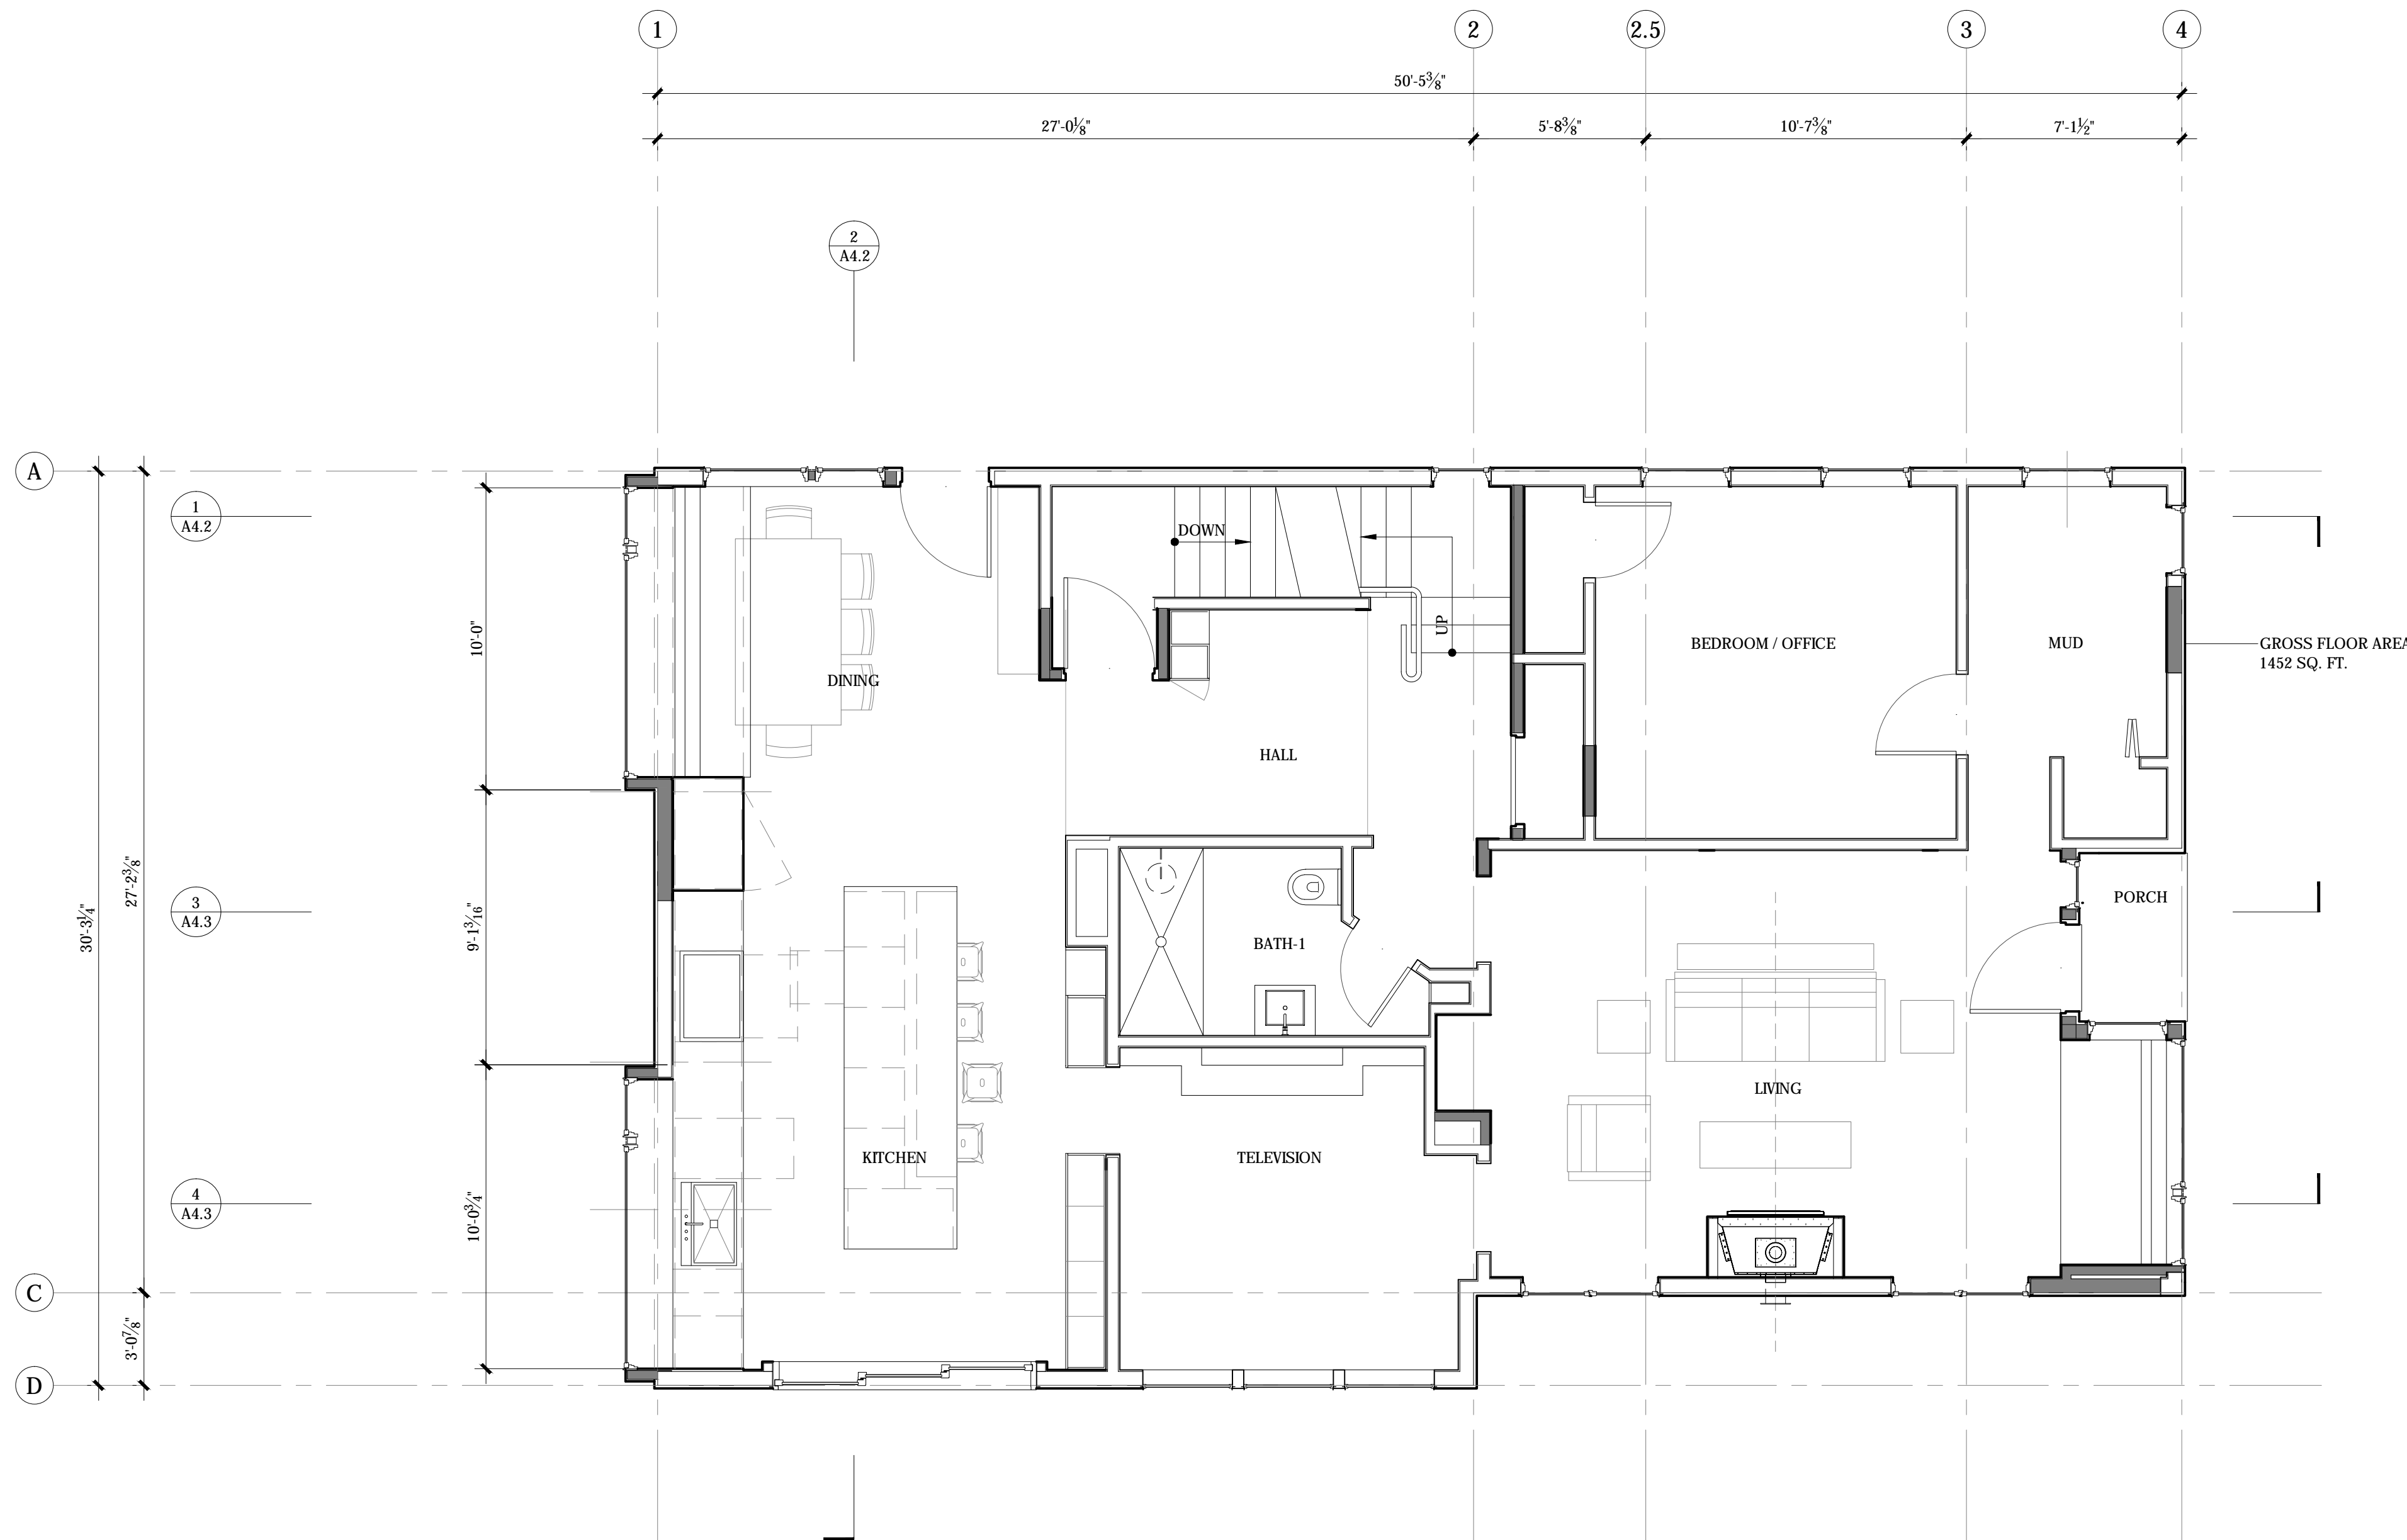 1
2
2.5
3
4
50'-5⅜"
27'-0⅛"
5'-8⅜"
10'-7⅜"
7'-1½"
2
A4.2
A
1
A4.2
DOWN
10'-0"
UP
BEDROOM / OFFICE
MUD
GROSS FLOOR AREA
1452 SQ. FT.
DINING
HALL
27'-2⅜"
30'-3¼"
3
A4.3
9'-1³⁄₁₆"
PORCH
BATH-1
LIVING
KITCHEN
TELEVISION
4
A4.3
10'-0¾"
C
3'-0⅞"
D